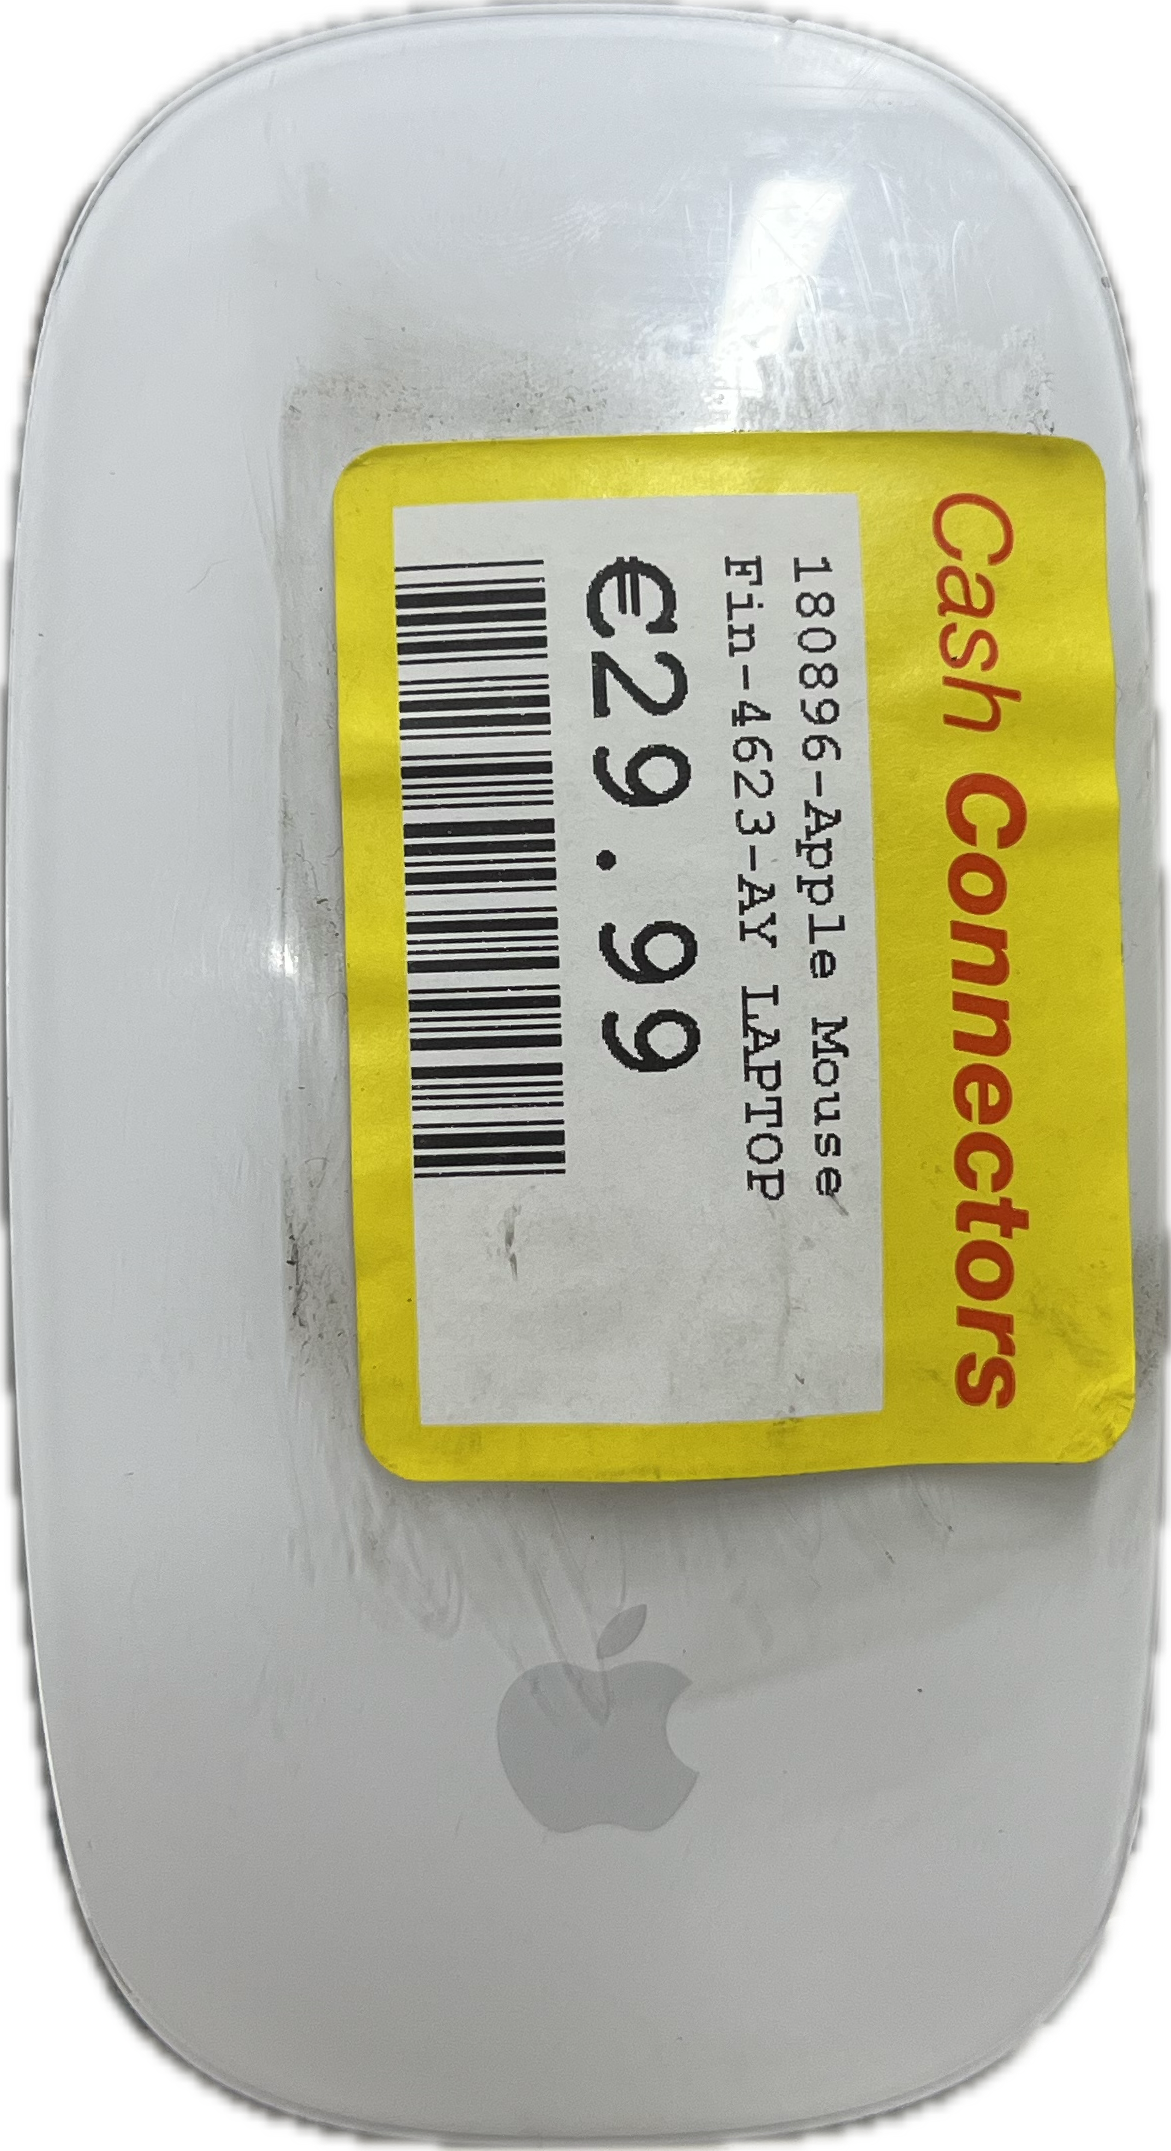 Cash Connectors
180896-Apple Mouse
Fin-4623-AY LAPTOP
€29.99